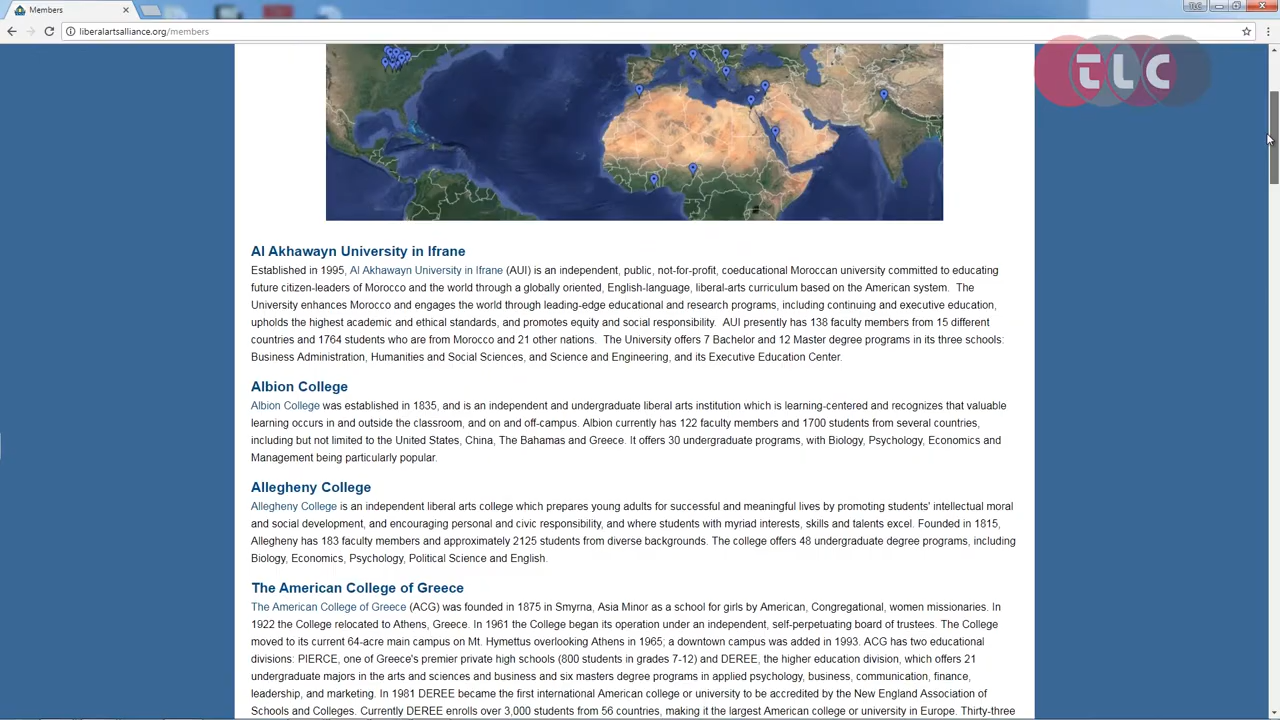 Members
TLC
liberalartsalliance.org/members
TLC
Al Akhawayn University in Ifrane
Established in 1995, Al Akhawayn University in Ifrane (AUI) is an independent, public, not-for-profit, coeducational Moroccan university committed to educating
future citizen-leaders of Morocco and the world through a globally oriented, English-language, liberal-arts curriculum based on the American system.  The
University enhances Morocco and engages the world through leading-edge educational and research programs, including continuing and executive education,
upholds the highest academic and ethical standards, and promotes equity and social responsibility.  AUI presently has 138 faculty members from 15 different
countries and 1764 students who are from Morocco and 21 other nations.  The University offers 7 Bachelor and 12 Master degree programs in its three schools:
Business Administration, Humanities and Social Sciences, and Science and Engineering, and its Executive Education Center.
Albion College
Albion College was established in 1835, and is an independent and undergraduate liberal arts institution which is learning-centered and recognizes that valuable
learning occurs in and outside the classroom, and on and off-campus. Albion currently has 122 faculty members and 1700 students from several countries,
including but not limited to the United States, China, The Bahamas and Greece. It offers 30 undergraduate programs, with Biology, Psychology, Economics and
Management being particularly popular.
Allegheny College
Allegheny College is an independent liberal arts college which prepares young adults for successful and meaningful lives by promoting students' intellectual moral
and social development, and encouraging personal and civic responsibility, and where students with myriad interests, skills and talents excel. Founded in 1815,
Allegheny has 183 faculty members and approximately 2125 students from diverse backgrounds. The college offers 48 undergraduate degree programs, including
Biology, Economics, Psychology, Political Science and English.
The American College of Greece
The American College of Greece (ACG) was founded in 1875 in Smyrna, Asia Minor as a school for girls by American, Congregational, women missionaries. In
1922 the College relocated to Athens, Greece. In 1961 the College began its operation under an independent, self-perpetuating board of trustees. The College
moved to its current 64-acre main campus on Mt. Hymettus overlooking Athens in 1965; a downtown campus was added in 1993. ACG has two educational
divisions: PIERCE, one of Greece's premier private high schools (800 students in grades 7-12) and DEREE, the higher education division, which offers 21
undergraduate majors in the arts and sciences and business and six masters degree programs in applied psychology, business, communication, finance,
leadership, and marketing. In 1981 DEREE became the first international American college or university to be accredited by the New England Association of
Schools and Colleges. Currently DEREE enrolls over 3,000 students from 56 countries, making it the largest American college or university in Europe. Thirty-three